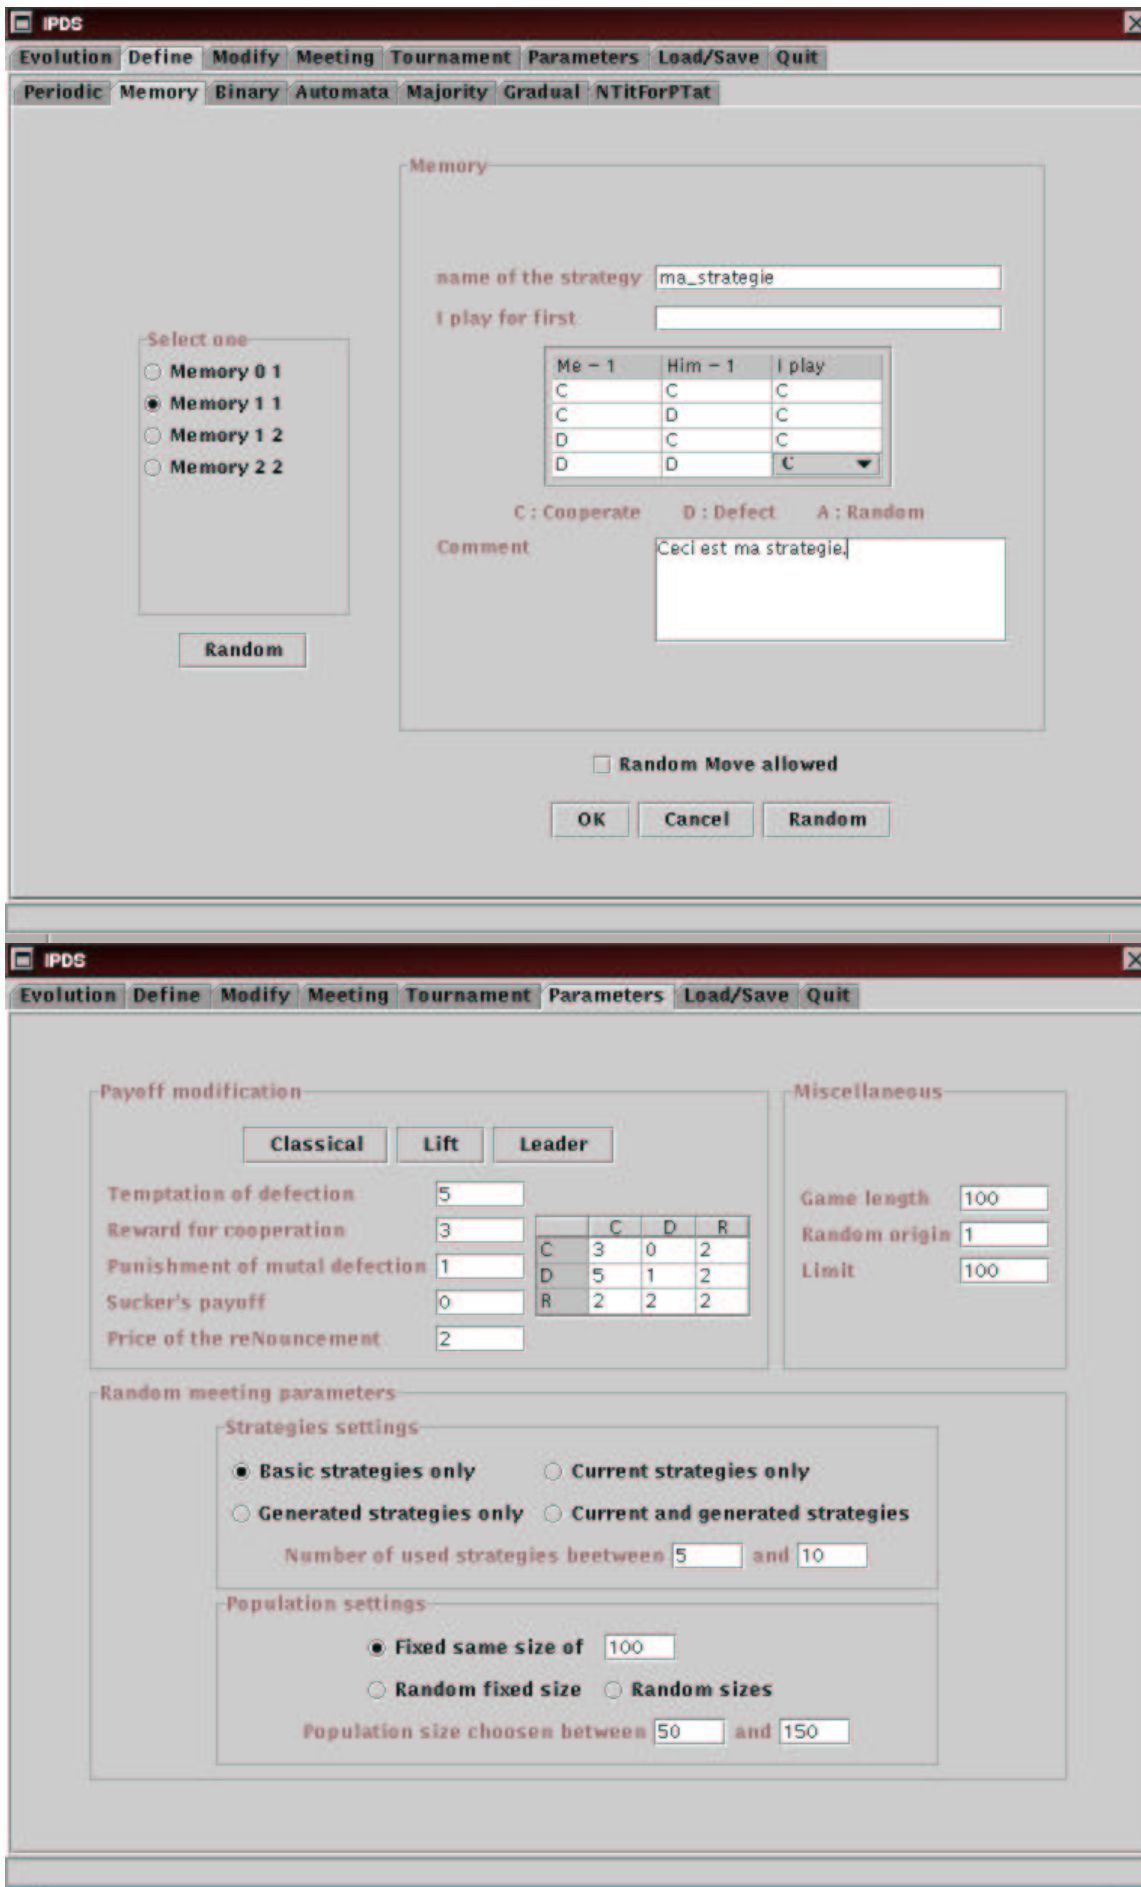 IPDS
Evolution Define Modify Meeting Tournament Parameters Load/Save Quit
Periodic Memory Binary Automata Majority Gradual NTitForPTat
Memory
name of the strategy ma_strategie
I play for first
Select one
Memory 0 1
Memory 1 1
Memory 1 2
Memory 2 2
Random
Me - 1 Him - 1 I play
C C C
C D C
D C C
D D C
C : Cooperate D : Defect A : Random
Comment Ceci est ma strategie.
Random Move allowed
OK Cancel Random
IPDS
Evolution Define Modify Meeting Tournament Parameters Load/Save Quit
Payoff modification
Classical Lift Leader
Temptation of defection 5
Reward for cooperation 3
Punishment of mutal defection 1
Sucker's payoff 0
Price of the reNouncement 2
C D R
C 3 0 2
D 5 1 2
R 2 2 2
Miscellaneous
Game length 100
Random origin 1
Limit 100
Random meeting parameters
Strategies settings
Basic strategies only Current strategies only
Generated strategies only Current and generated strategies
Number of used strategies beetween 5 and 10
Population settings
Fixed same size of 100
Random fixed size Random sizes
Population size choosen between 50 and 150